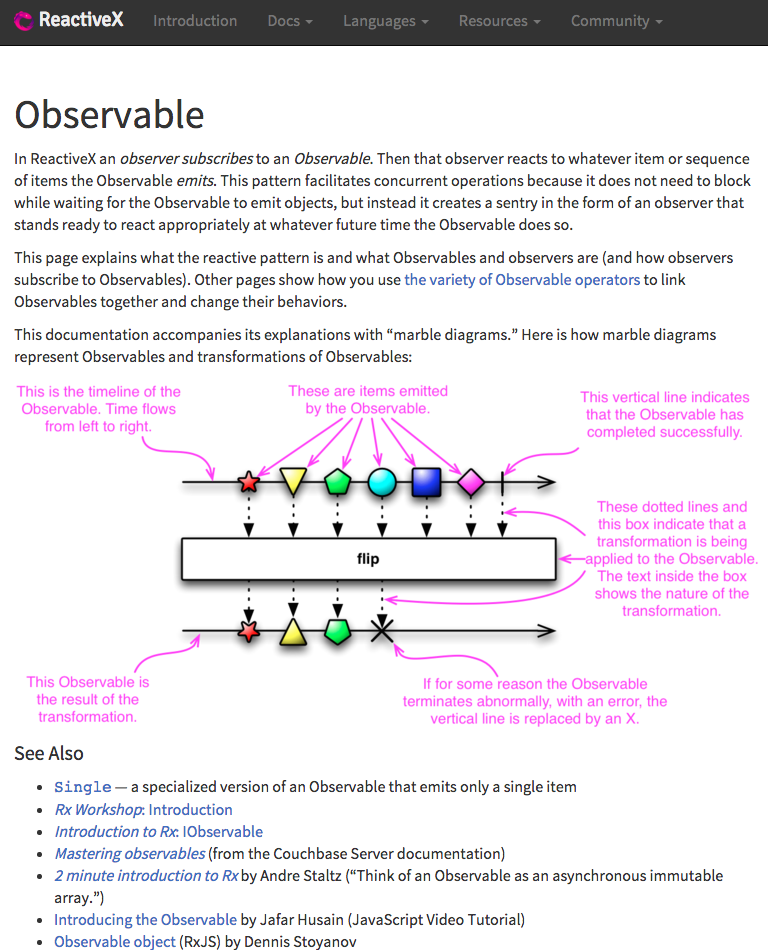 ReactiveX Introduction Docs Languages Resources Community
Observable
In ReactiveX an observer subscribes to an Observable. Then that observer reacts to whatever item or sequence
of items the Observable emits. This pattern facilitates concurrent operations because it does not need to block
while waiting for the Observable to emit objects, but instead it creates a sentry in the form of an observer that
stands ready to react appropriately at whatever future time the Observable does so.
This page explains what the reactive pattern is and what Observables and observers are (and how observers
subscribe to Observables). Other pages show how you use the variety of Observable operators to link
Observables together and change their behaviors.
This documentation accompanies its explanations with “marble diagrams.” Here is how marble diagrams
represent Observables and transformations of Observables:
This is the timeline of the
Observable. Time flows
from left to right.
These are items emitted
by the Observable.
This vertical line indicates
that the Observable has
completed successfully.
These dotted lines and
this box indicate that a
transformation is being
applied to the Observable.
The text inside the box
shows the nature of the
transformation.
flip
This Observable is
the result of the
transformation.
If for some reason the Observable
terminates abnormally, with an error, the
vertical line is replaced by an X.
See Also
• Single — a specialized version of an Observable that emits only a single item
• Rx Workshop: Introduction
• Introduction to Rx: IObservable
• Mastering observables (from the Couchbase Server documentation)
• 2 minute introduction to Rx by Andre Staltz (“Think of an Observable as an asynchronous immutable
array.”)
• Introducing the Observable by Jafar Husain (JavaScript Video Tutorial)
• Observable object (RxJS) by Dennis Stoyanov